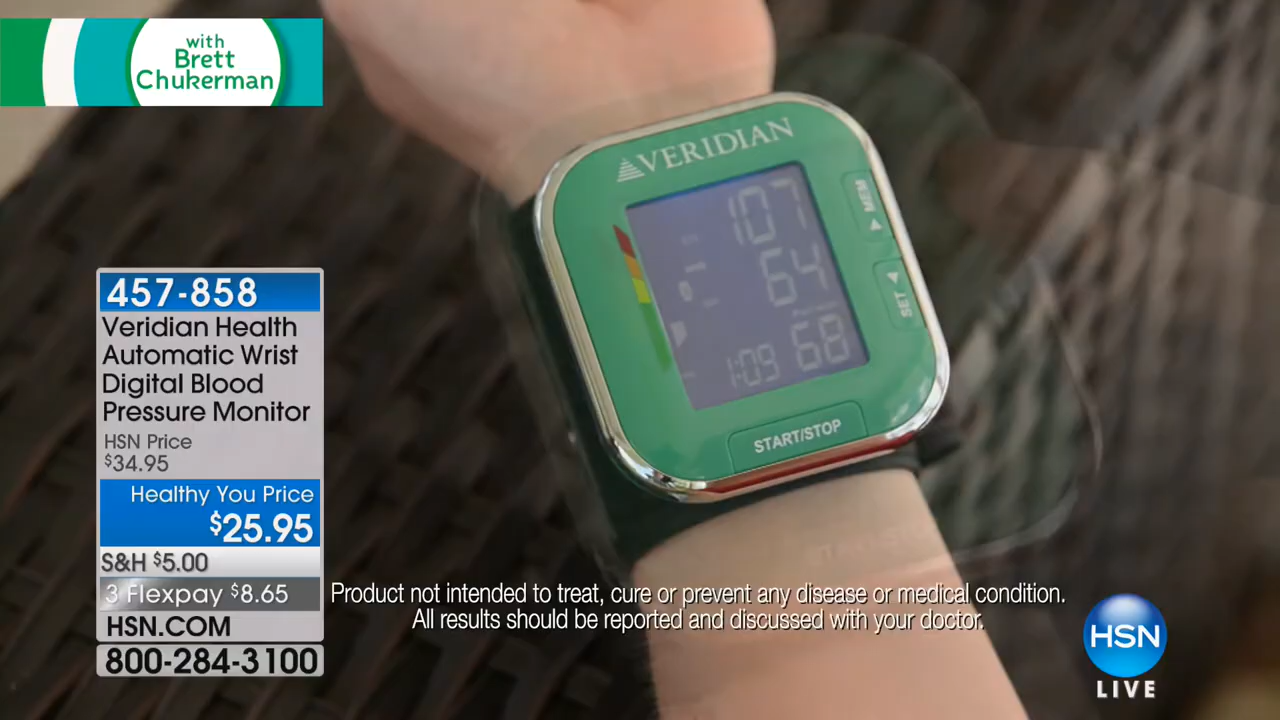 with
Brett
Chukerman
VERIDIAN
MEM
SET
107
64
1:09 68
START/STOP
457-858
Veridian Health
Automatic Wrist
Digital Blood
Pressure Monitor
HSN Price
$34.95
Healthy You Price
$25.95
S&H $5.00
3 Flexpay $8.65
HSN.COM
800-284-3100
Product not intended to treat, cure or prevent any disease or medical condition.
All results should be reported and discussed with your doctor.
HSN
LIVE